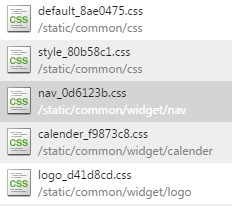 default_8ae0475.css
/static/common/css
style_80b58c1.css
/static/common/css
nav_0d6123b.css
/static/common/widget/nav
calender_f9873c8.css
/static/common/widget/calender
logo_d41d8cd.css
/static/common/widget/logo
CSS
CSS
CSS
CSS
CSS